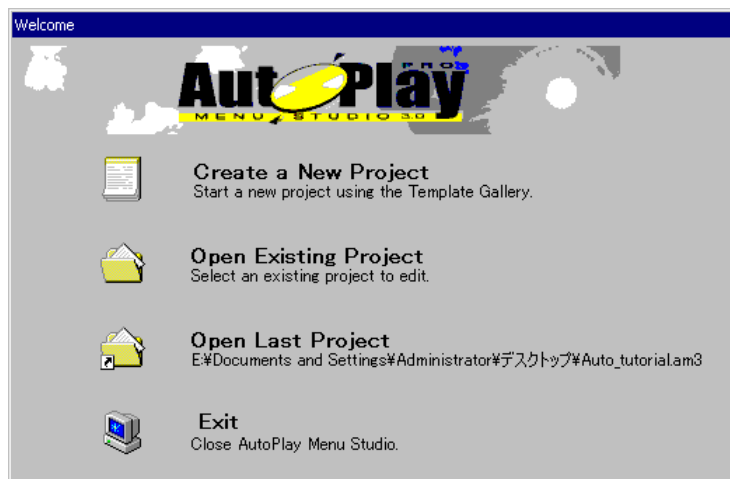 Welcome
AutoPlay
PRO
MENU STUDIO 3.0
Create a New Project
Start a new project using the Template Gallery.
Open Existing Project
Select an existing project to edit.
Open Last Project
E:¥Documents and Settings¥Administrator¥デスクトップ¥Auto_tutorial.am3
Exit
Close AutoPlay Menu Studio.